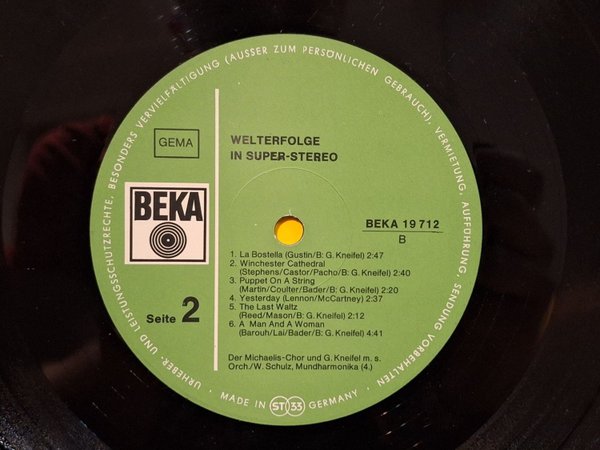 URHEBER- UND LEISTUNGSSCHUTZRECHTE, BESONDERS VERVIELFÄLTIGUNG (AUSSER ZUM PERSÖNLICHEN GEBRAUCH), VERMIETUNG, AUFFÜHRUNG, SENDUNG VORBEHALTEN
GEMA
WELTERFOLGE
IN SUPER-STEREO
BEKA
BEKA 19 712
B
Seite 2
1. La Bostella (Gustin/B: G. Kneifel) 2:47
2. Winchester Cathedral
(Stephens/Castor/Pacho/B: G. Kneifel) 2:40
3. Puppet On A String
(Martin/Coulter/Bader/B: G. Kneifel) 2:20
4. Yesterday (Lennon/McCartney) 2:37
5. The Last Waltz
(Reed/Mason/B: G. Kneifel) 2:12
6. A Man And A Woman
(Barouh/Lai/Bader/B: G. Kneifel) 4:41
Der Michaelis-Chor und G. Kneifel m. s.
Orch./W. Schulz, Mundharmonika (4.)
MADE IN ST 33 GERMANY